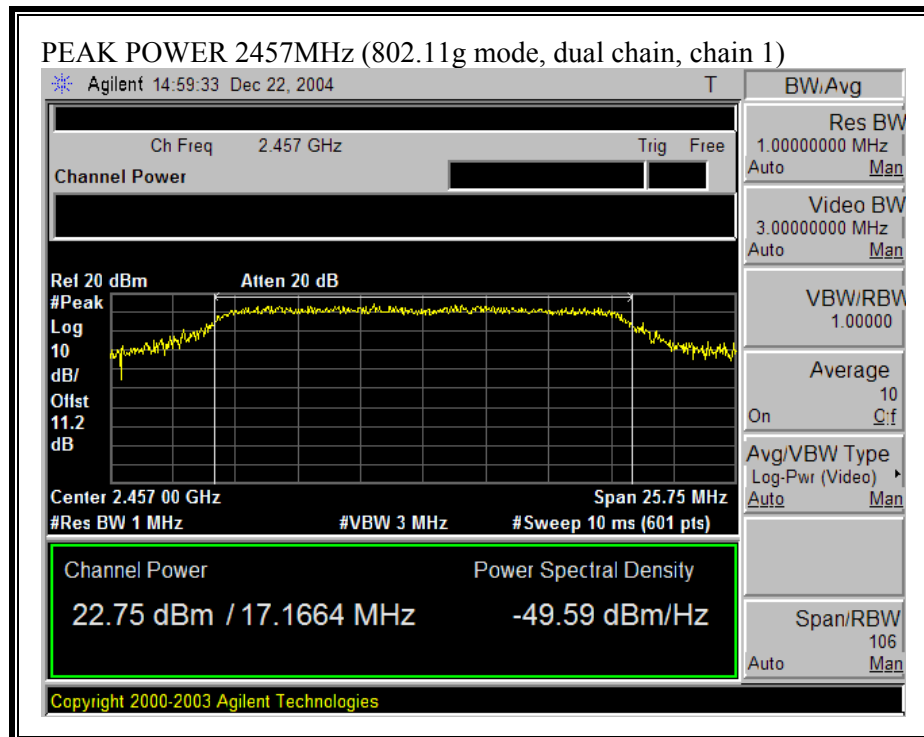 PEAK POWER 2457MHz (802.11g mode, dual chain, chain 1)
Agilent 14:59:33 Dec 22, 2004 T
BW/Avg
Ch Freq 2.457 GHz Trig Free
Channel Power
Res BW
1.00000000 MHz
Auto Man
Video BW
3.00000000 MHz
Auto Man
VBW/RBW
1.00000
Average
10
On
Avg/VBW Type
Log-Pwr (Video)
Auto Man
Span/RBW
106
Auto Man
Ref 20 dBm Atten 20 dB
#Peak
Log
10
dB/
Offst
11.2
dB
Center 2.457 00 GHz Span 25.75 MHz
#Res BW 1 MHz #VBW 3 MHz #Sweep 10 ms (601 pts)
Channel Power Power Spectral Density
22.75 dBm / 17.1664 MHz -49.59 dBm/Hz
Copyright 2000-2003 Agilent Technologies